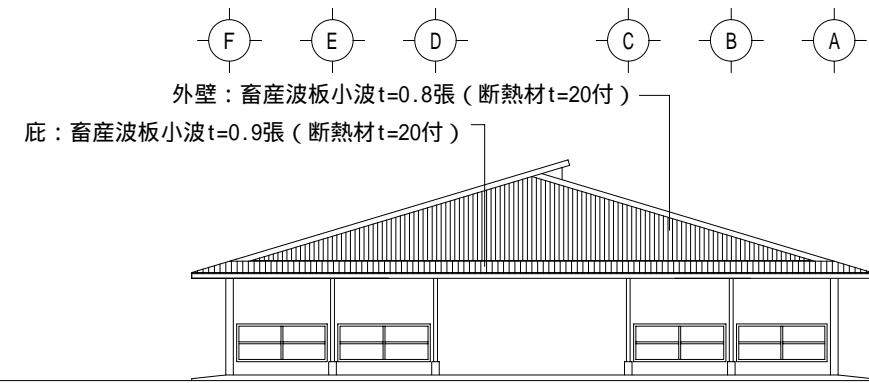 F E D C B A
外壁：畜産波板小波t=0.8張（断熱材t=20付）
庇：畜産波板小波t=0.9張（断熱材t=20付）